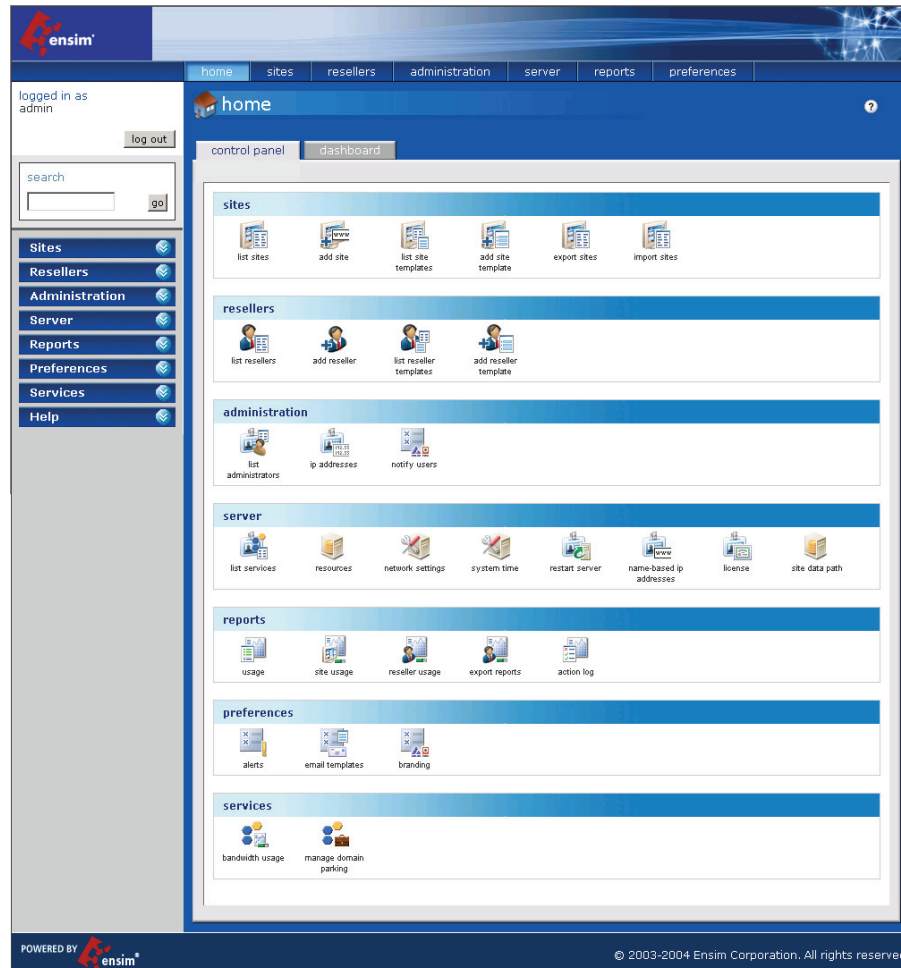 ensim
home sites resellers administration server reports preferences
logged in as
admin
log out
home
?
control panel dashboard
search
go
Sites
Resellers
Administration
Server
Reports
Preferences
Services
Help
sites
list sites
add site
list site
templates
add site
template
export sites
import sites
resellers
list resellers
add reseller
list reseller
templates
add reseller
template
administration
list
administrators
ip addresses
notify users
server
list services
resources
network settings
system time
restart server
name-based ip
addresses
license
site data path
reports
usage
site usage
reseller usage
export reports
action log
preferences
alerts
email templates
branding
services
bandwidth usage
manage domain
parking
POWERED BY ensim®
© 2003-2004 Ensim Corporation. All rights reserve